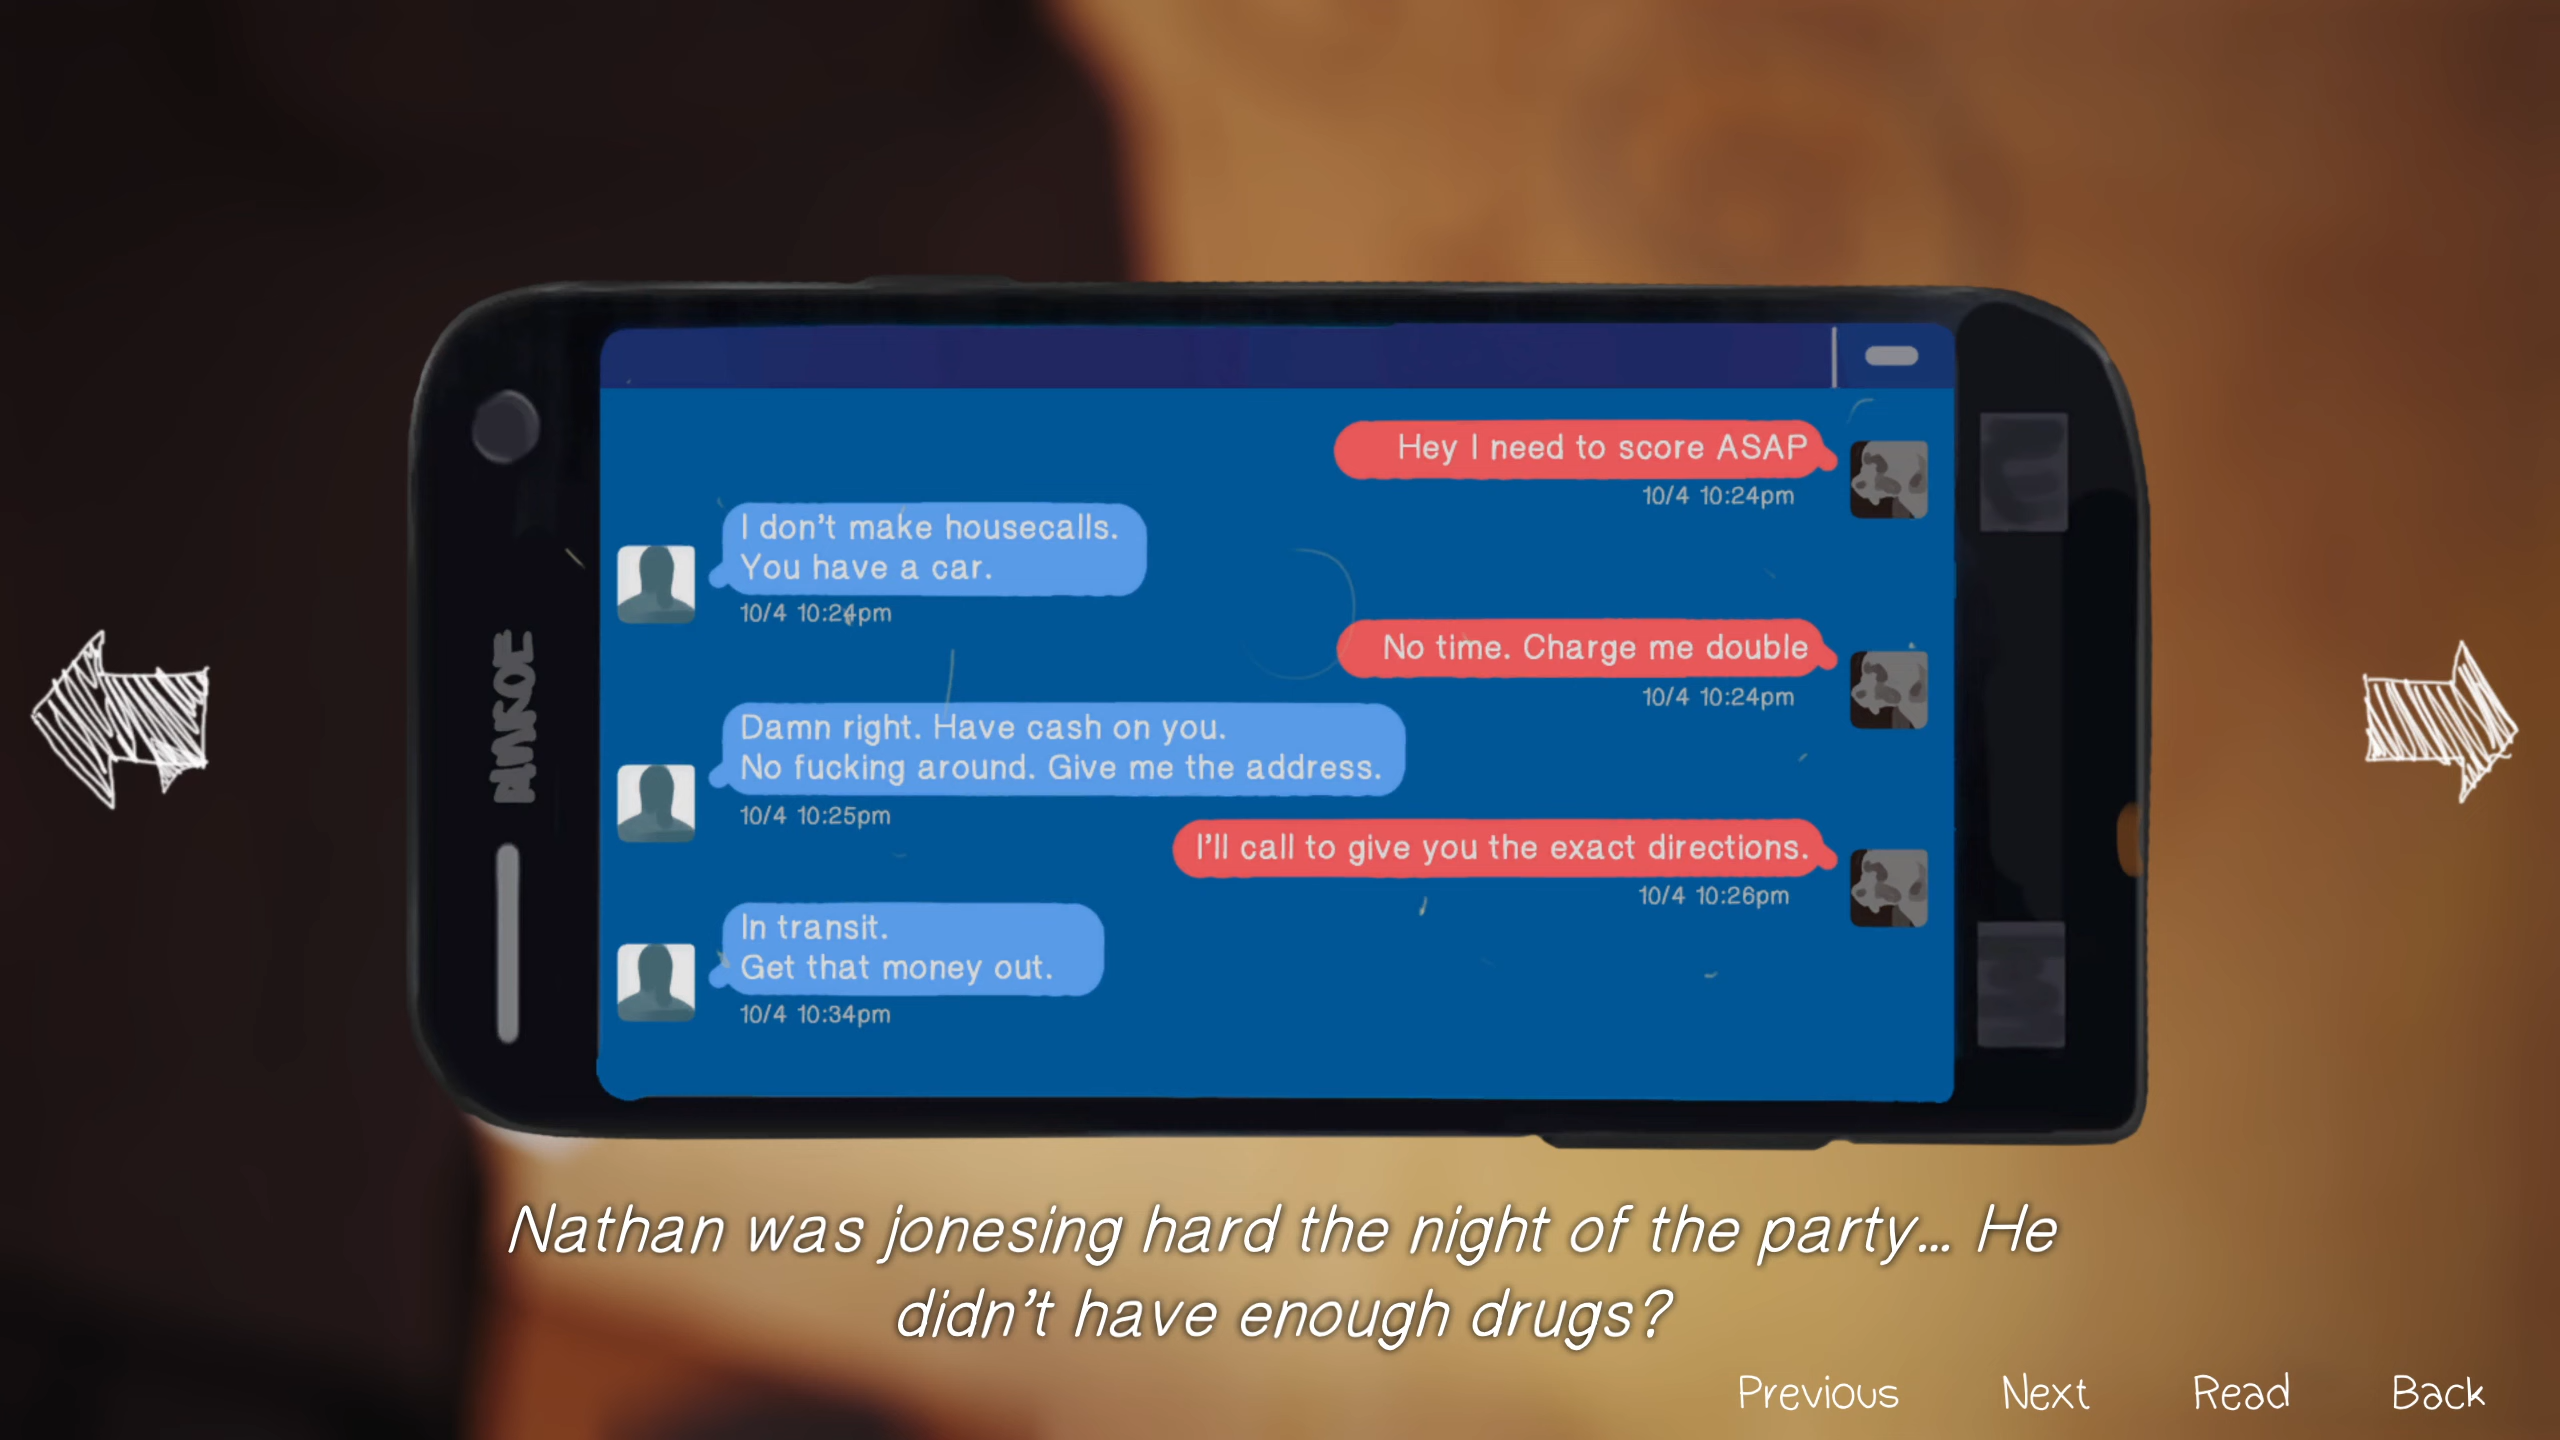 Hey I need to score ASAP
10/4 10:24pm
I don't make housecalls.
You have a car.
10/4 10:24pm
No time. Charge me double
10/4 10:24pm
Damn right. Have cash on you.
No fucking around. Give me the address.
10/4 10:25pm
I'll call to give you the exact directions.
10/4 10:26pm
In transit.
Get that money out.
10/4 10:34pm
Nathan was jonesing hard the night of the party... He
didn't have enough drugs?
Previous Next Read Back